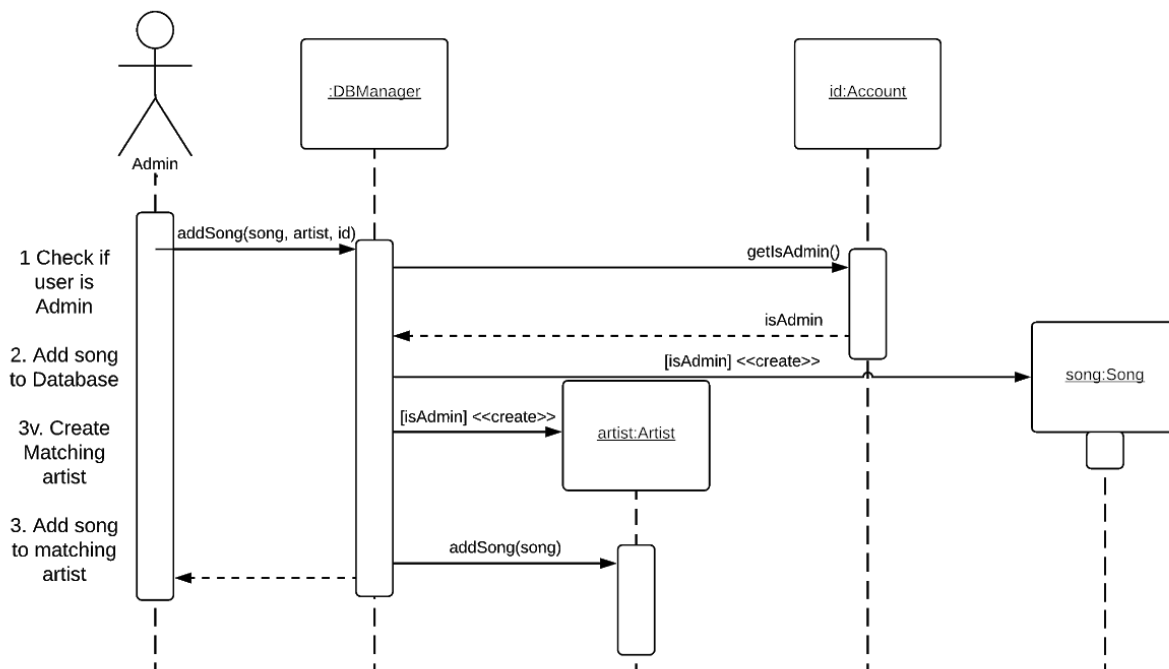 :DBManager
id:Account
Admin
addSong(song, artist, id)
1 Check if
user is
Admin
getIsAdmin()
isAdmin
2. Add song
to Database
[isAdmin] <<create>>
song:Song
3v. Create
Matching
artist
[isAdmin] <<create>>
artist:Artist
3. Add song
to matching
artist
addSong(song)